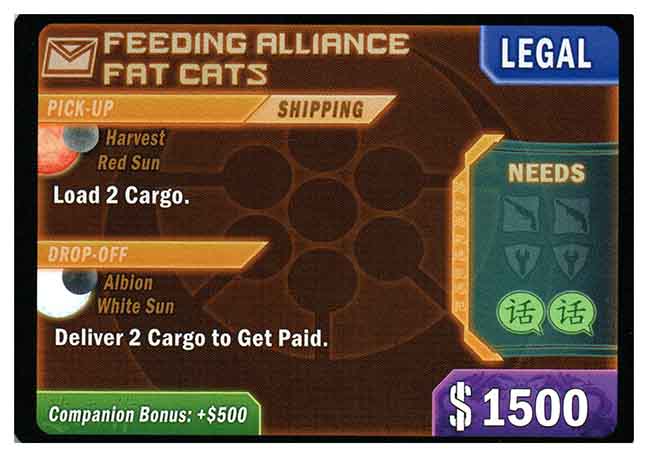 FEEDING ALLIANCE
FAT CATS
LEGAL
PICK-UP
SHIPPING
Harvest
Red Sun
Load 2 Cargo.
NEEDS
话 话
DROP-OFF
Albion
White Sun
Deliver 2 Cargo to Get Paid.
Companion Bonus: +$500
$1500